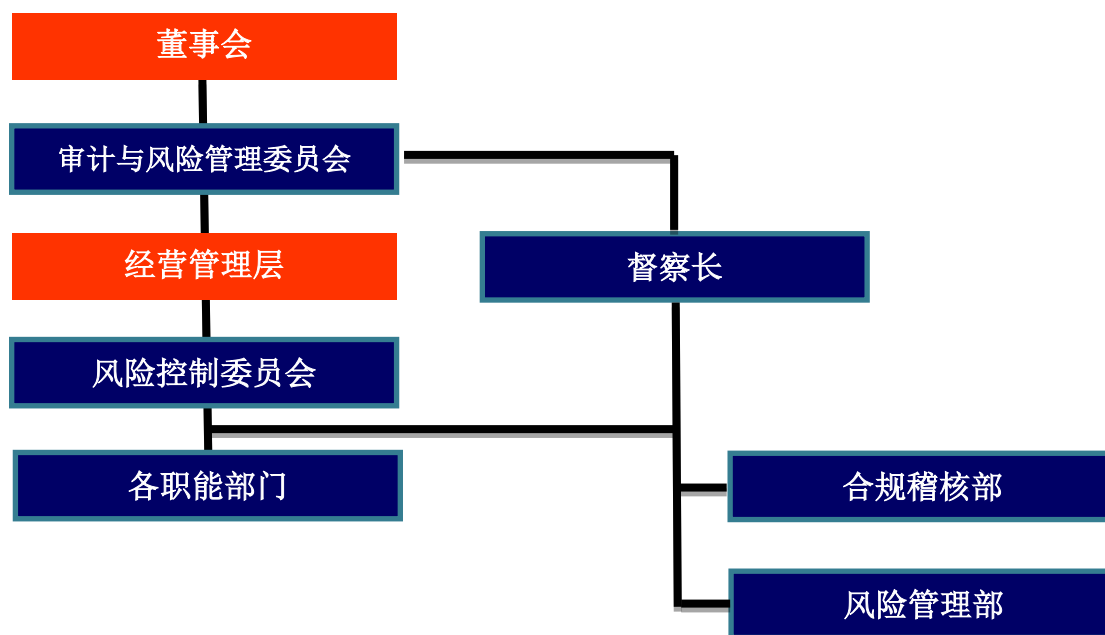 董事会
审计与风险管理委员会
经营管理层
督察长
风险控制委员会
各职能部门
合规稽核部
风险管理部